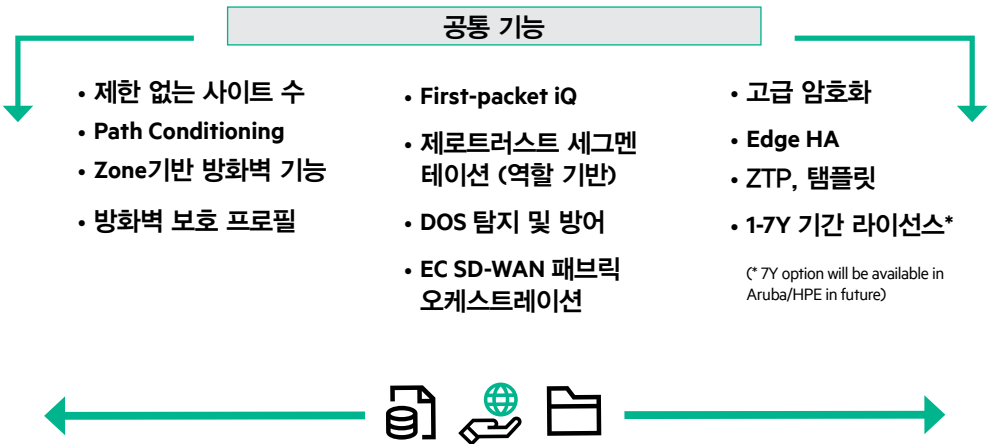 공통 기능
• 제한 없는 사이트 수
• Path Conditioning
• Zone기반 방화벽 기능
• 방화벽 보호 프로필
• First-packet iQ
• 제로트러스트 세그멘
테이션 (역할 기반)
• DOS 탐지 및 방어
• EC SD-WAN 패브릭
오케스트레이션
• 고급 암호화
• Edge HA
• ZTP, 탬플릿
• 1-7Y 기간 라이선스*
(* 7Y option will be available in
Aruba/HPE in future)